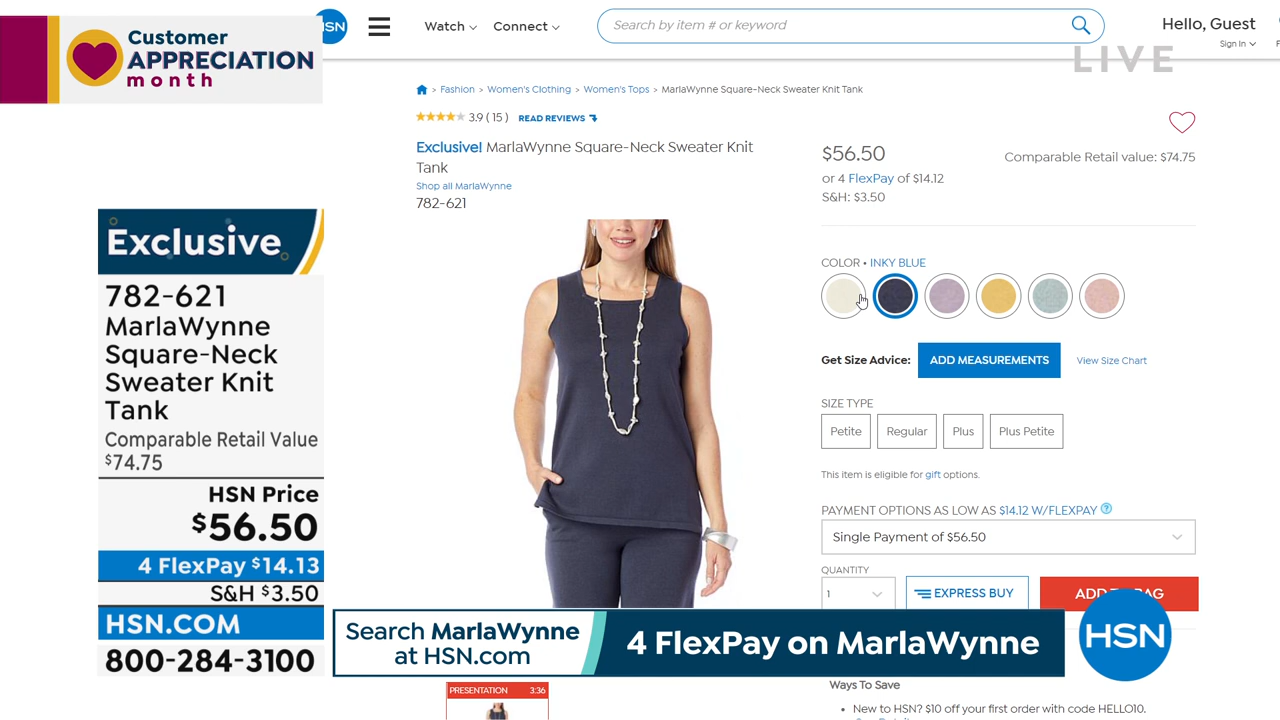 Customer
APPRECIATION
month
HSN
Watch
Connect
Search by item # or keyword
Hello, Guest
Sign In
LIVE
> Fashion > Women's Clothing > Women's Tops > MarlaWynne Square-Neck Sweater Knit Tank
3.9 ( 15 ) READ REVIEWS
Exclusive! MarlaWynne Square-Neck Sweater Knit
Tank
Shop all MarlaWynne
782-621
$56.50
Comparable Retail value: $74.75
or 4 FlexPay of $14.12
S&H: $3.50
COLOR • INKY BLUE
Get Size Advice: ADD MEASUREMENTS View Size Chart
SIZE TYPE
Petite Regular Plus Plus Petite
This item is eligible for gift options.
PAYMENT OPTIONS AS LOW AS $14.12 W/FLEXPAY ?
Single Payment of $56.50
QUANTITY
1
EXPRESS BUY
Exclusive
782-621
MarlaWynne
Square-Neck
Sweater Knit
Tank
Comparable Retail Value
$74.75
HSN Price
$56.50
4 FlexPay $14.13
S&H $3.50
HSN.COM
800-284-3100
Search MarlaWynne
at HSN.com
4 FlexPay on MarlaWynne
HSN
PRESENTATION 3:36
Ways To Save
• New to HSN? $10 off your first order with code HELLO10.